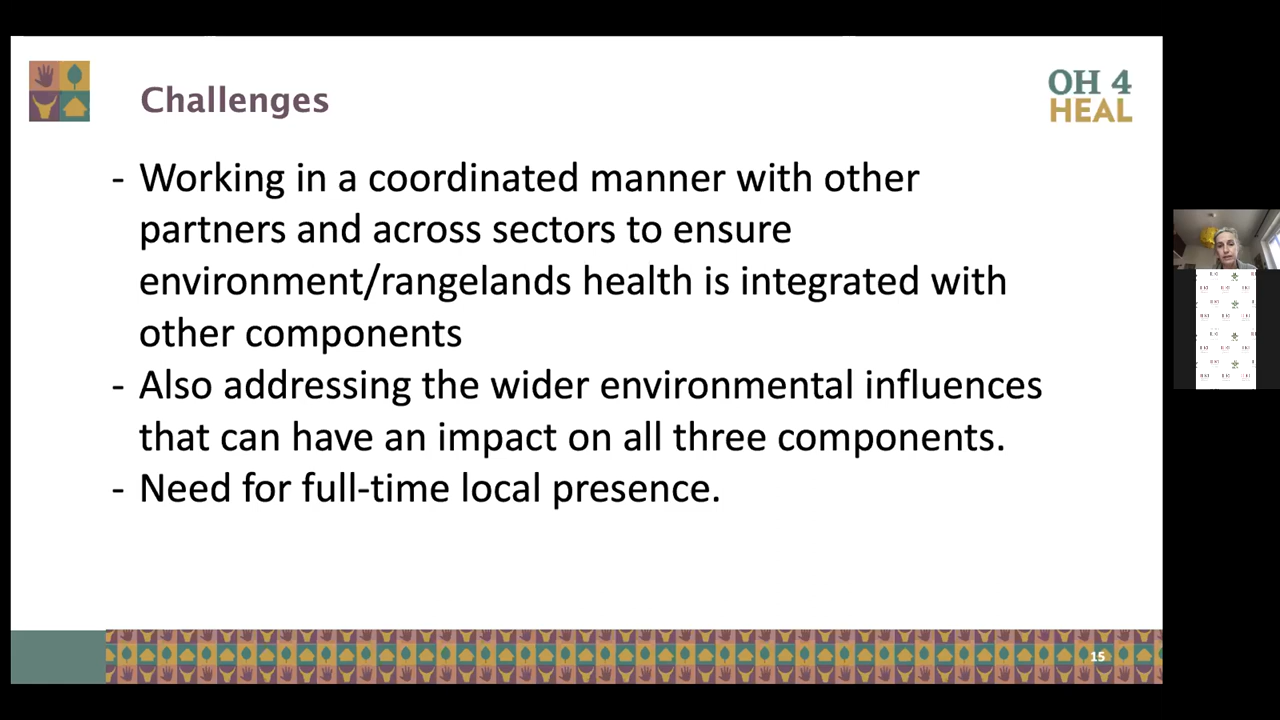 Challenges
OH 4
HEAL
- Working in a coordinated manner with other
partners and across sectors to ensure
environment/rangelands health is integrated with
other components
- Also addressing the wider environmental influences
that can have an impact on all three components.
- Need for full-time local presence.
15